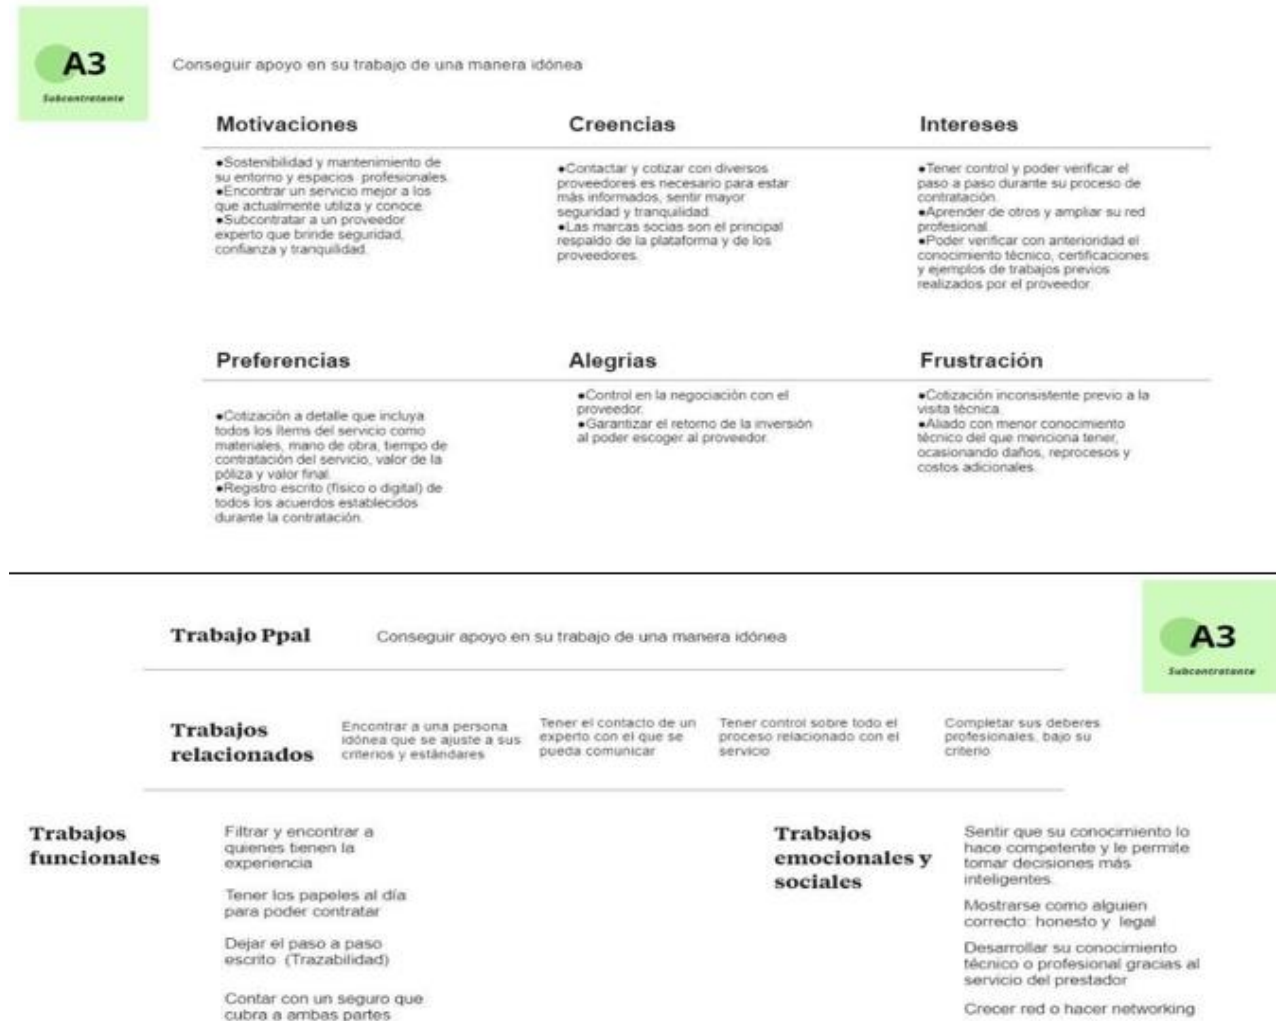 A3
Subcontratante
Conseguir apoyo en su trabajo de una manera idónea
Motivaciones
●Sostenibilidad y mantenimiento de
su entorno y espacios profesionales.
●Encontrar un servicio mejor a los
que actualmente utiliza y conoce.
●Subcontratar a un proveedor
experto que brinde seguridad,
confianza y tranquilidad.
Creencias
●Contactar y cotizar con diversos
proveedores es necesario para estar
más informados, sentir mayor
seguridad y tranquilidad.
●Las marcas socias son el principal
respaldo de la plataforma y de los
proveedores.
Intereses
●Tener control y poder verificar el
paso a paso durante su proceso de
contratación.
●Aprender de otros y ampliar su red
profesional.
●Poder verificar con anterioridad el
conocimiento técnico, certificaciones
y ejemplos de trabajos previos
realizados por el proveedor.
Preferencias
●Cotización a detalle que incluya
todos los ítems del servicio como
materiales, mano de obra, tiempo de
contratación del servicio, valor de la
póliza y valor final.
●Registro escrito (físico o digital) de
todos los acuerdos establecidos
durante la contratación.
Alegrias
●Control en la negociación con el
proveedor.
●Garantizar el retorno de la inversión
al poder escoger al proveedor.
Frustración
●Cotización inconsistente previo a la
visita técnica.
●Aliado con menor conocimiento
técnico del que menciona tener,
ocasionando daños, reprocesos y
costos adicionales.
Trabajo Ppal
Conseguir apoyo en su trabajo de una manera idónea
A3
Subcontratante
Trabajos
relacionados
Encontrar a una persona
idónea que se ajuste a sus
criterios y estándares
Tener el contacto de un
experto con el que se
pueda comunicar
Tener control sobre todo el
proceso relacionado con el
servicio
Completar sus deberes
profesionales, bajo su
criterio
Trabajos
funcionales
Filtrar y encontrar a
quienes tienen la
experiencia
Tener los papeles al día
para poder contratar
Dejar el paso a paso
escrito (Trazabilidad)
Contar con un seguro que
cubra a ambas partes
Trabajos
emocionales y
sociales
Sentir que su conocimiento lo
hace competente y le permite
tomar decisiones más
inteligentes.
Mostrarse como alguien
correcto: honesto y legal
Desarrollar su conocimiento
técnico o profesional gracias al
servicio del prestador
Crecer red o hacer networking